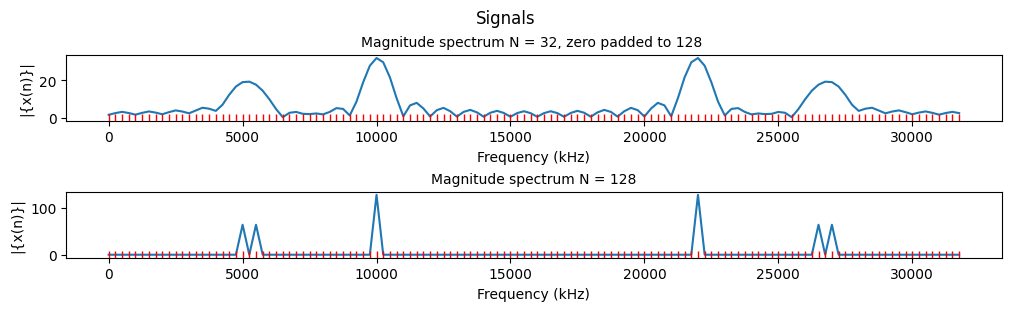 Signals
Magnitude spectrum N = 32, zero padded to 128
|{x(n)}|
20
0
0 5000 10000 15000 20000 25000 30000
Frequency (kHz)
Magnitude spectrum N = 128
|{x(n)}|
100
0
0 5000 10000 15000 20000 25000 30000
Frequency (kHz)